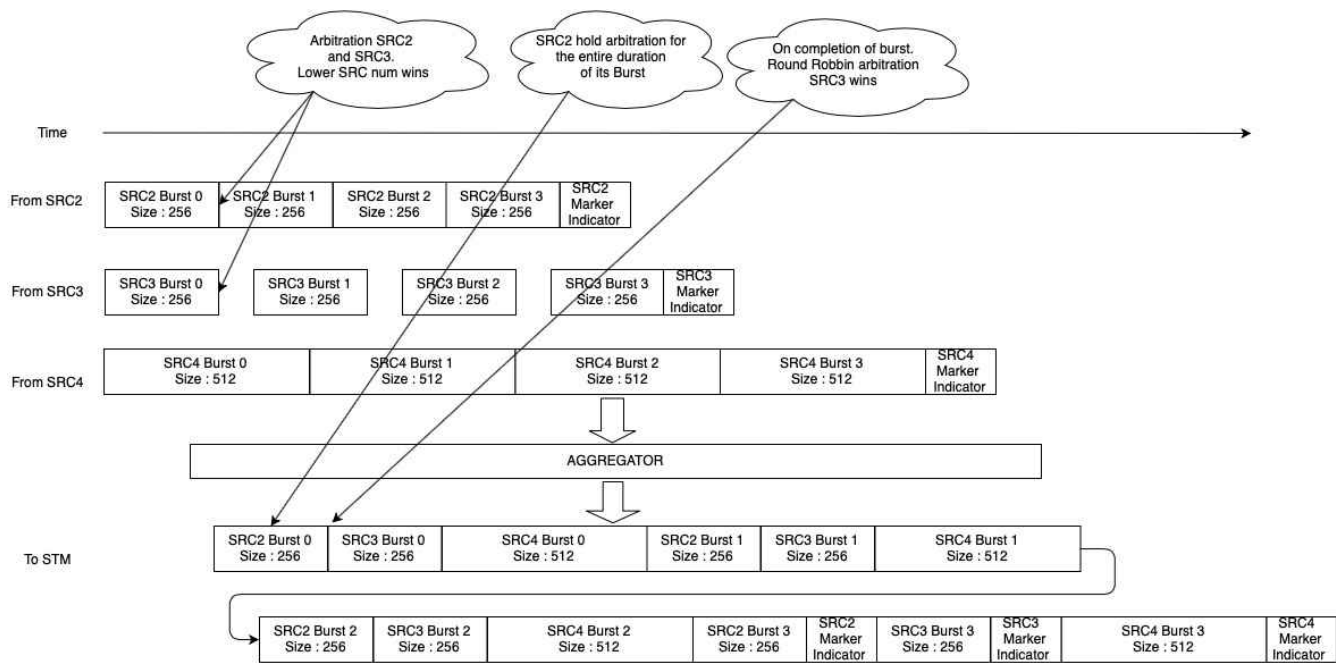 Arbitration SRC2
and SRC3.
Lower SRC num wins
SRC2 hold arbitration for
the entire duration
of its Burst
On completion of burst.
Round Robbin arbitration
SRC3 wins
Time
From SRC2
SRC2 Burst 0
Size : 256
SRC2 Burst 1
Size : 256
SRC2 Burst 2
Size : 256
SRC2 Burst 3
Size : 256
SRC2
Marker
Indicator
From SRC3
SRC3 Burst 0
Size : 256
SRC3 Burst 1
Size : 256
SRC3 Burst 2
Size : 256
SRC3 Burst 3
Size : 256
SRC3
Marker
Indicator
From SRC4
SRC4 Burst 0
Size : 512
SRC4 Burst 1
Size : 512
SRC4 Burst 2
Size : 512
SRC4 Burst 3
Size : 512
SRC4
Marker
Indicator
AGGREGATOR
To STM
SRC2 Burst 0
Size : 256
SRC3 Burst 0
Size : 256
SRC4 Burst 0
Size : 512
SRC2 Burst 1
Size : 256
SRC3 Burst 1
Size : 256
SRC4 Burst 1
Size : 512
SRC2 Burst 2
Size : 256
SRC3 Burst 2
Size : 256
SRC4 Burst 2
Size : 512
SRC2 Burst 3
Size : 256
SRC2
Marker
Indicator
SRC3 Burst 3
Size : 256
SRC3
Marker
Indicator
SRC4 Burst 3
Size : 512
SRC4
Marker
Indicator